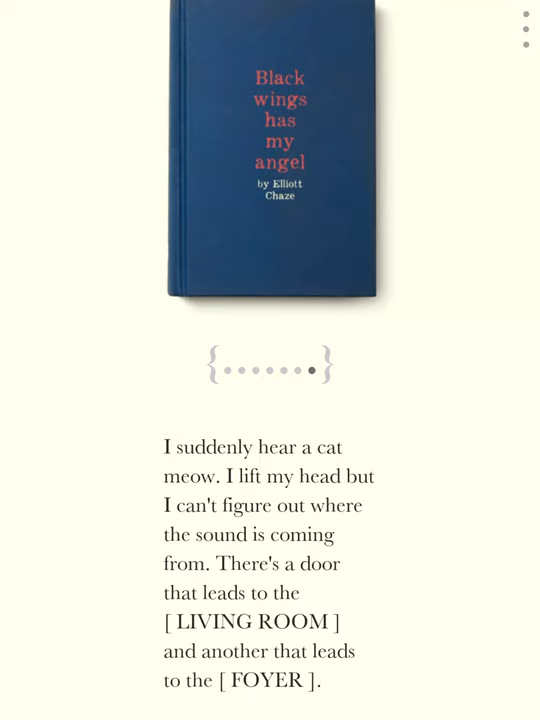 Black
wings
has
my
angel
by Elliott
Chaze
I suddenly hear a cat
meow. I lift my head but
I can't figure out where
the sound is coming
from. There's a door
that leads to the
[ LIVING ROOM ]
and another that leads
to the [ FOYER ].